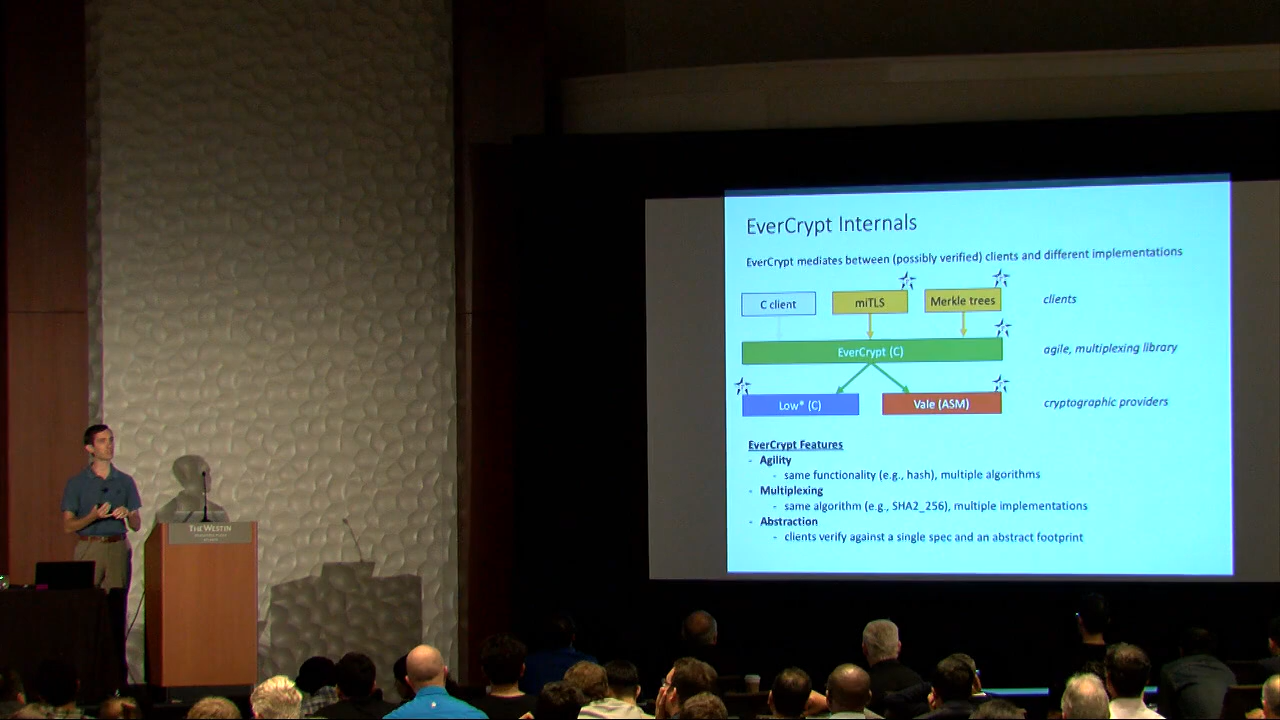 EverCrypt Internals
EverCrypt mediates between (possibly verified) clients and different implementations
C client
miTLS
Merkle trees
clients
EverCrypt (C)
agile, multiplexing library
Low* (C)
Vale (ASM)
cryptographic providers
EverCrypt Features
- Agility
- same functionality (e.g., hash), multiple algorithms
- Multiplexing
- same algorithm (e.g., SHA2_256), multiple implementations
- Abstraction
- clients verify against a single spec and an abstract footprint
THE WESTIN